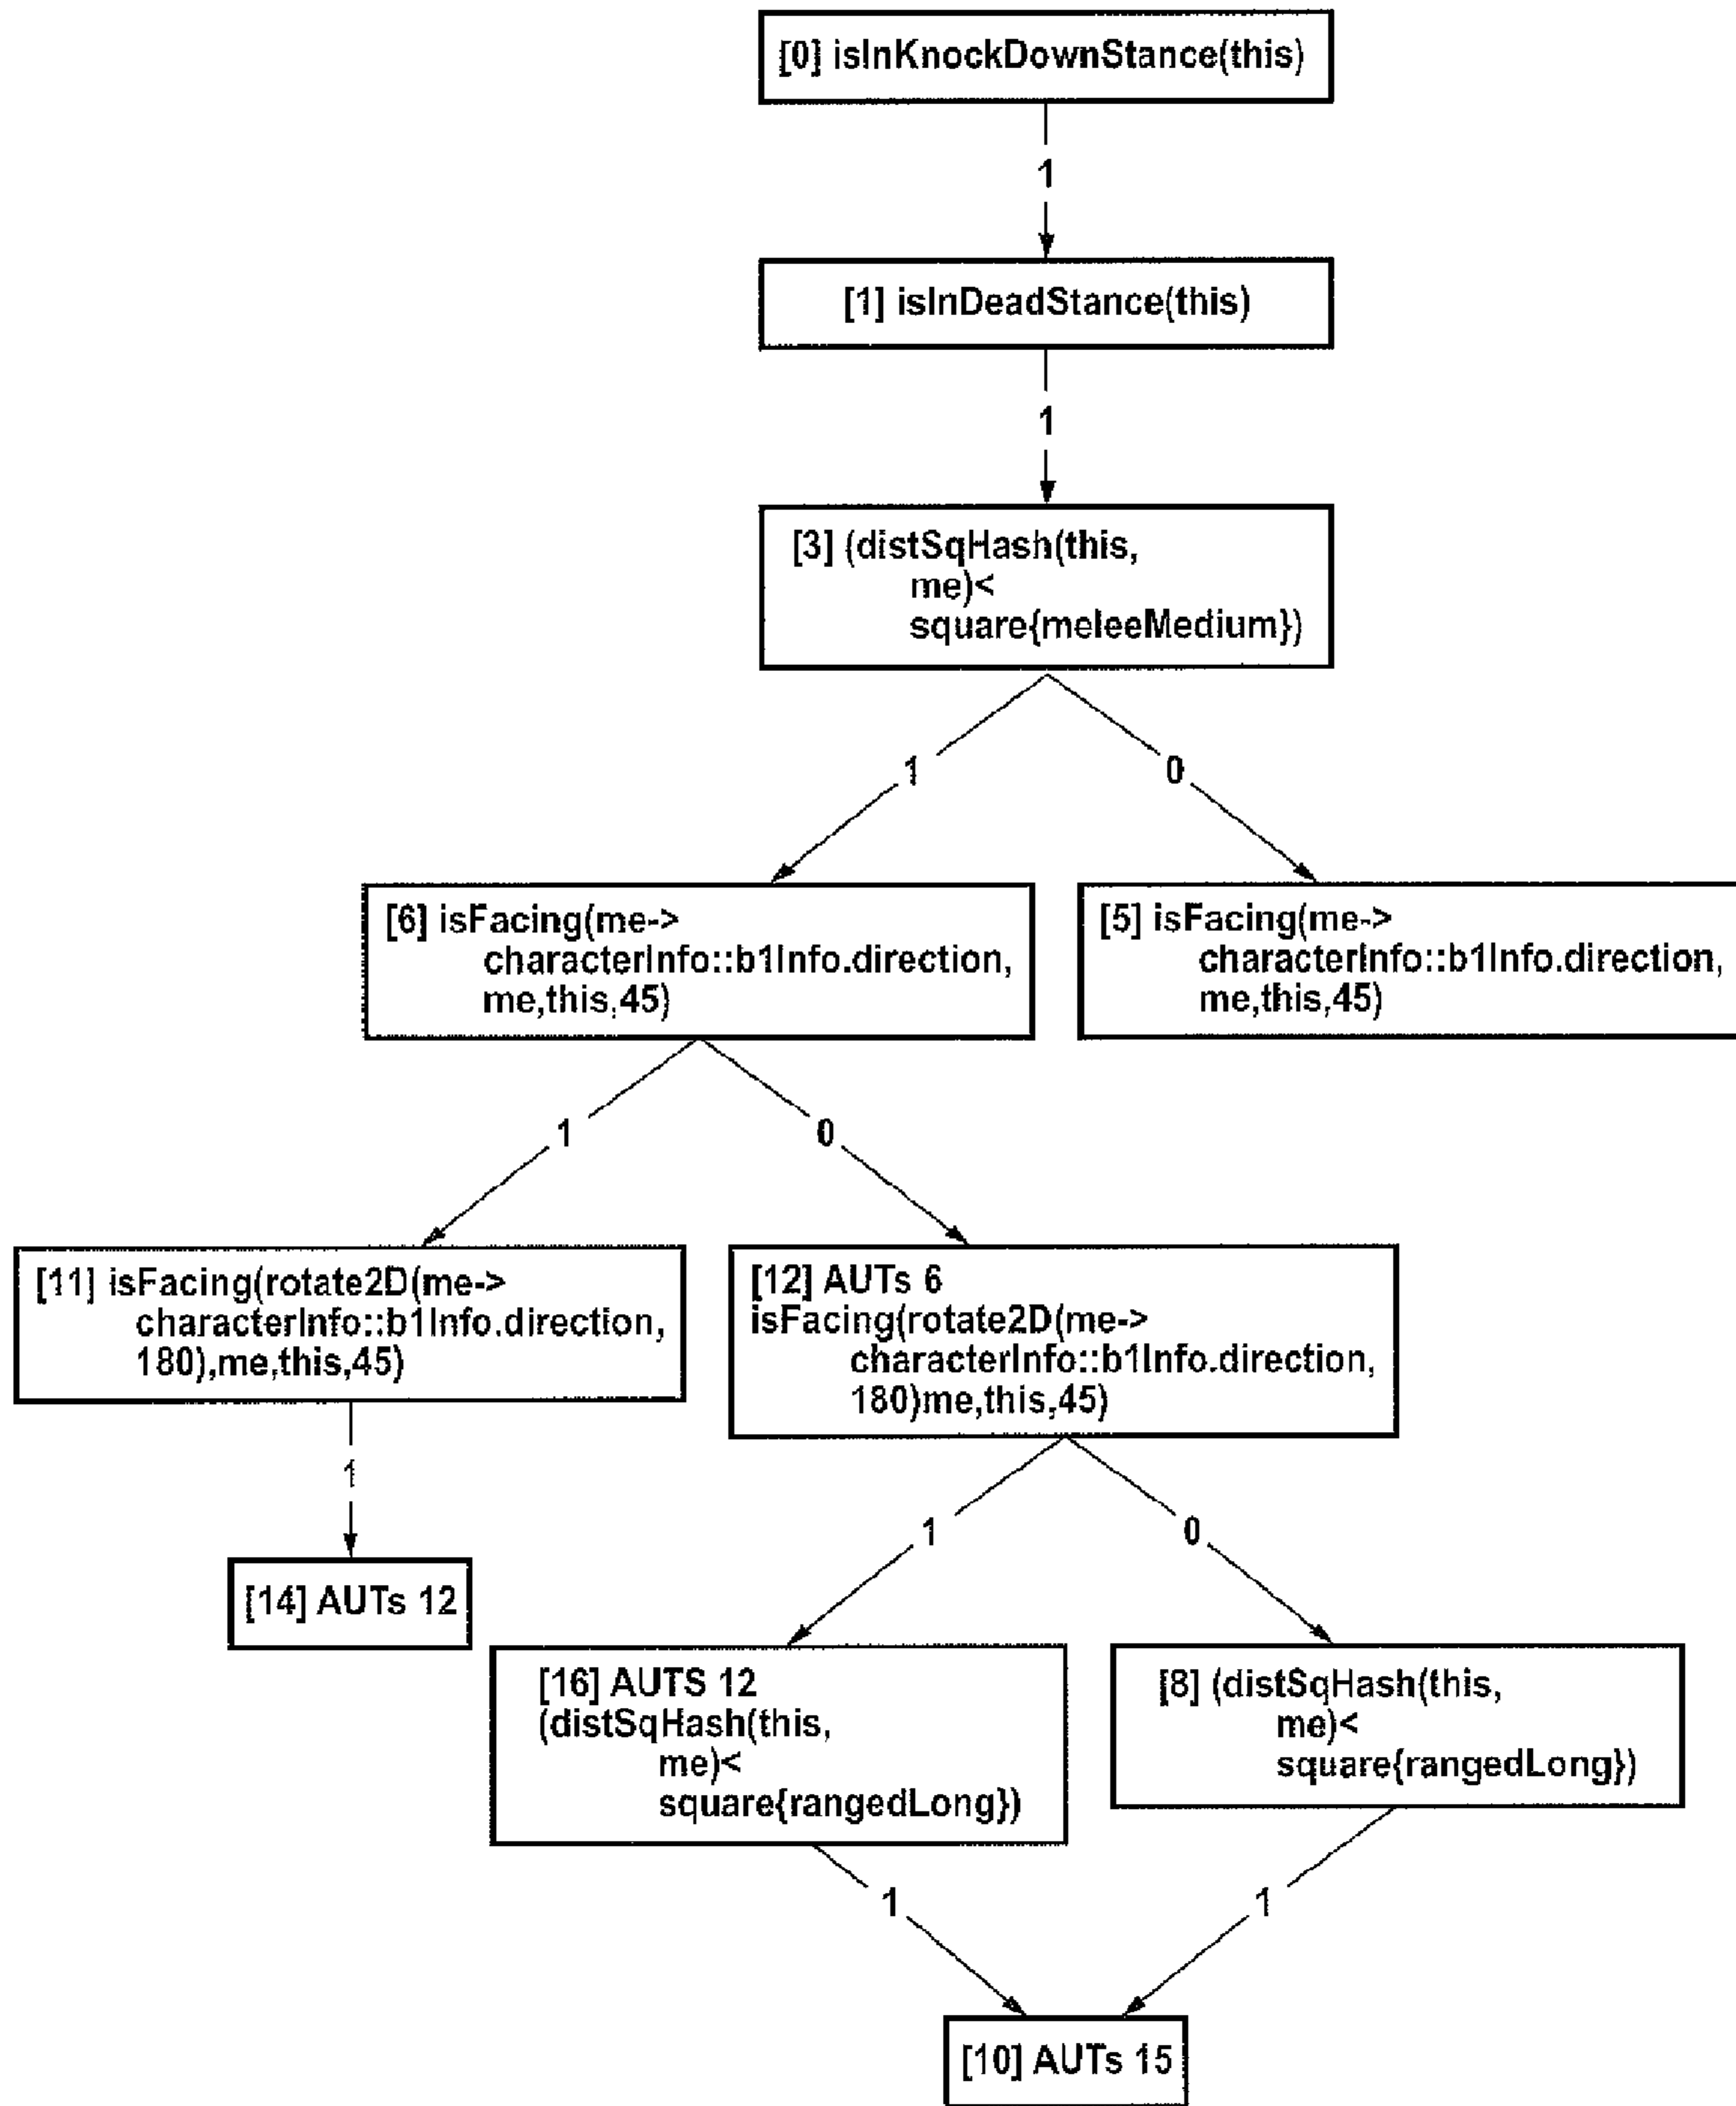 [0] isInKnockDownStance(this)
1
[1] isInDeadStance(this)
1
[3] (distSqHash(this,
me)<
square{meleeMedium})
1
0
[6] isFacing(me->
characterInfo::b1Info.direction,
me,this,45)
[5] isFacing(me->
characterInfo::b1Info.direction,
me,this,45)
1
0
[11] isFacing(rotate2D(me->
characterInfo::b1Info.direction,
180),me,this,45)
[12] AUTs 6
isFacing(rotate2D(me->
characterInfo::b1Info.direction,
180)me,this,45)
1
1
0
[14] AUTs 12
[16] AUTS 12
(distSqHash(this,
me)<
square{rangedLong})
[8] (distSqHash(this,
me)<
square{rangedLong})
1
1
[10] AUTs 15